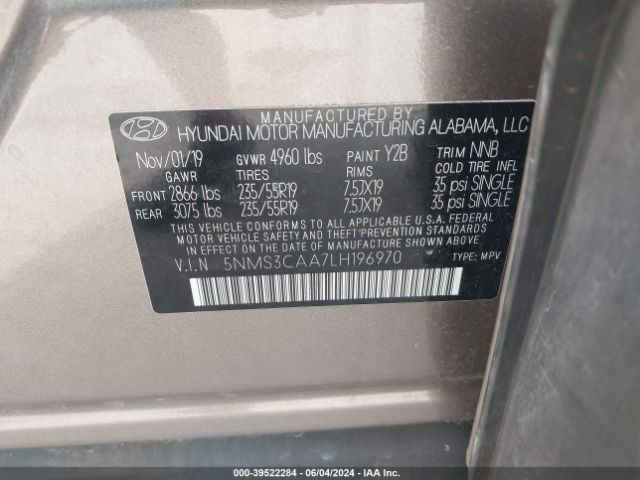 MANUFACTURED BY
HYUNDAI MOTOR MANUFACTURING ALABAMA, LLC
Nov/01/19 GVWR 4960 lbs PAINT Y2B TRIM NNB
GAWR TIRES RIMS COLD TIRE INFL
FRONT 2866 lbs 235/55R19 7.5JX19 35 psi SINGLE
REAR 3075 lbs 235/55R19 7.5JX19 35 psi SINGLE
THIS VEHICLE CONFORMS TO ALL APPLICABLE U.S.A. FEDERAL
MOTOR VEHICLE SAFETY AND THEFT PREVENTION STANDARDS IN
EFFECT ON THE DATE OF MANUFACTURE SHOWN ABOVE.
V.I.N 5NMS3CAA7LH196970 TYPE: MPV
000-39522284 - 06/04/2024 - IAA Inc.